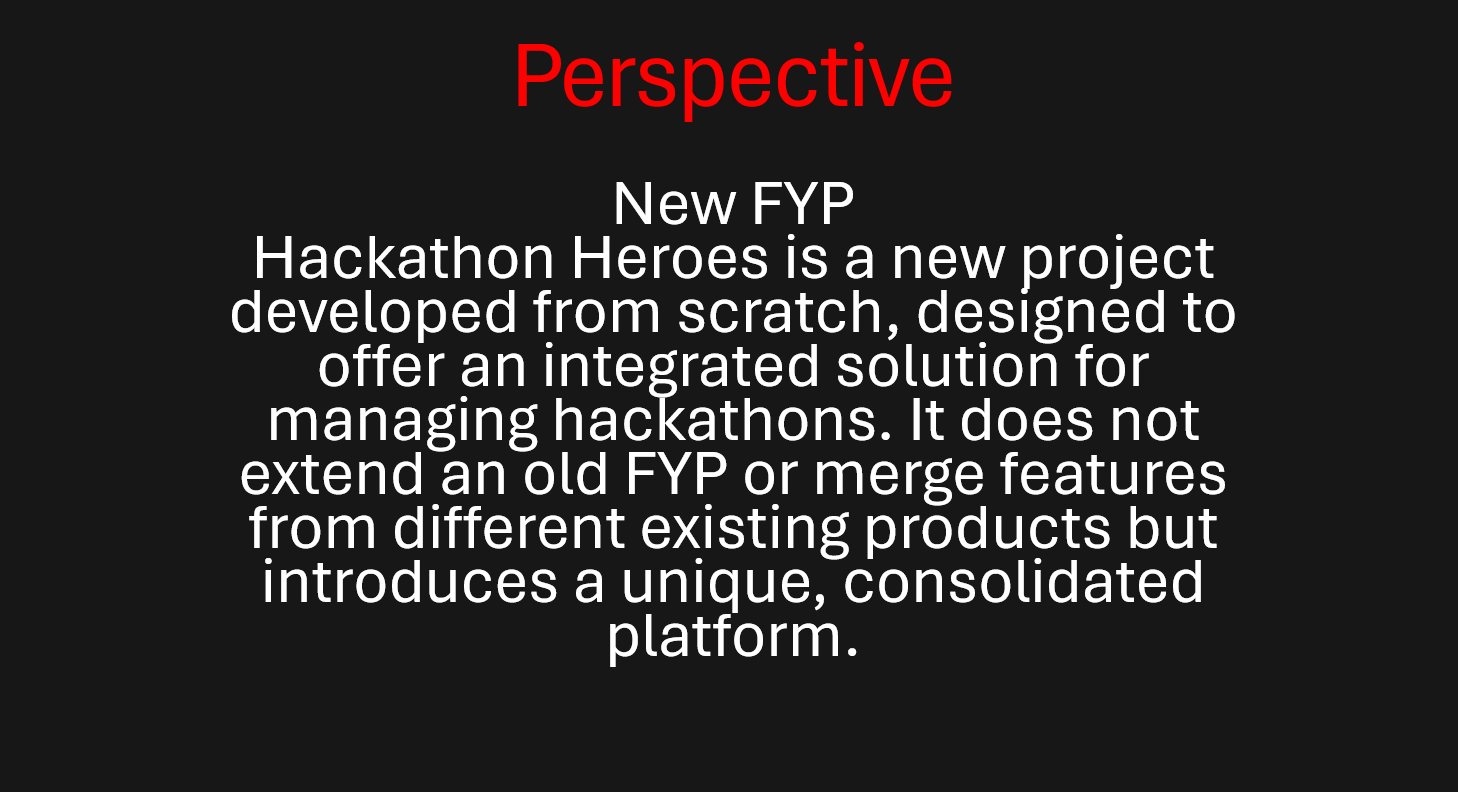 Perspective
New FYP
Hackathon Heroes is a new project
developed from scratch, designed to
offer an integrated solution for
managing hackathons. It does not
extend an old FYP or merge features
from different existing products but
introduces a unique, consolidated
platform.